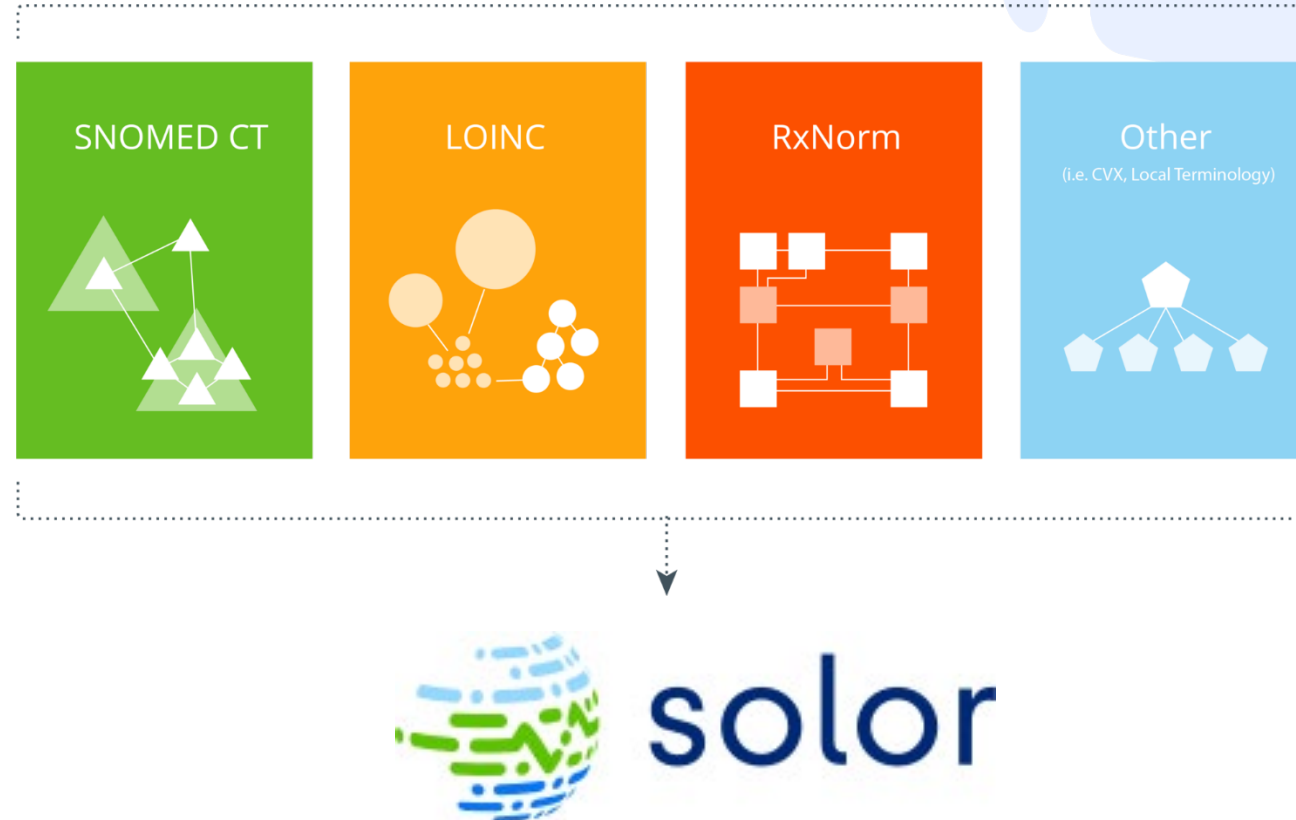 SNOMED CT
LOINC
RxNorm
Other
(i.e. CVX, Local Terminology)
solor